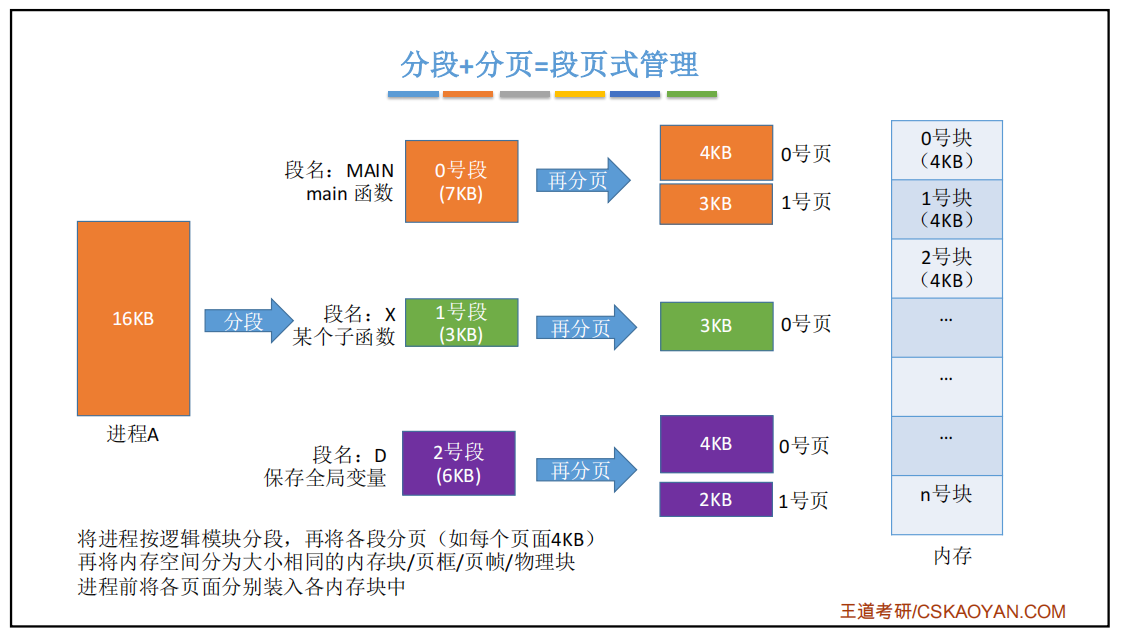 分段+分页=段页式管理
段名：MAIN
main 函数
0号段
(7KB)
再分页
4KB
0号页
3KB
1号页
16KB
进程A
分段
段名：X
某个子函数
1号段
(3KB)
再分页
3KB
0号页
段名：D
保存全局变量
2号段
(6KB)
再分页
4KB
0号页
2KB
1号页
0号块
（4KB）
1号块
（4KB）
2号块
（4KB）
...
...
...
n号块
内存
将进程按逻辑模块分段，再将各段分页（如每个页面4KB）
再将内存空间分为大小相同的内存块/页框/页帧/物理块
进程前将各页面分别装入各内存块中
王道考研/CSKAOYAN.COM